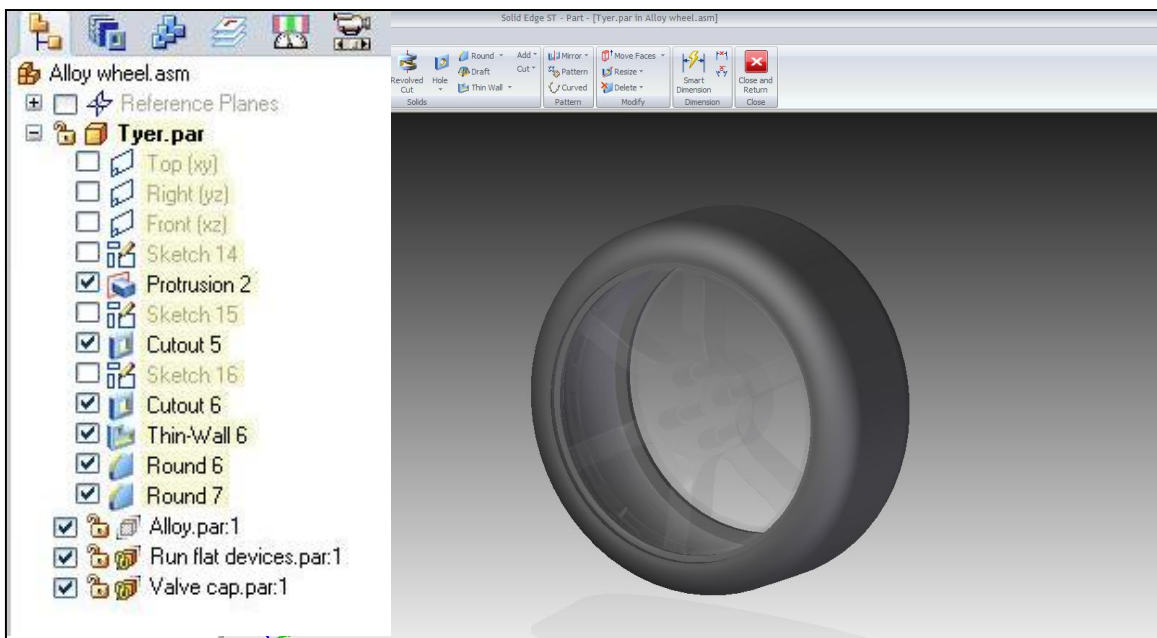 Alloy wheel.asm
Reference Planes
Tyer.par
Top (xy)
Right (yz)
Front (xz)
Sketch 14
Protrusion 2
Sketch 15
Cutout 5
Sketch 16
Cutout 6
Thin-Wall 6
Round 6
Round 7
Alloy.par:1
Run flat devices.par:1
Valve cap.par:1
Solid Edge ST - Part - [Tyer.par in Alloy wheel.asm]
Revolved Cut
Hole
Round
Draft
Thin Wall
Add
Cut
Solids
Mirror
Pattern
Curved
Pattern
Move Faces
Resize
Delete
Modify
Smart Dimension
Dimension
Close and Return
Close